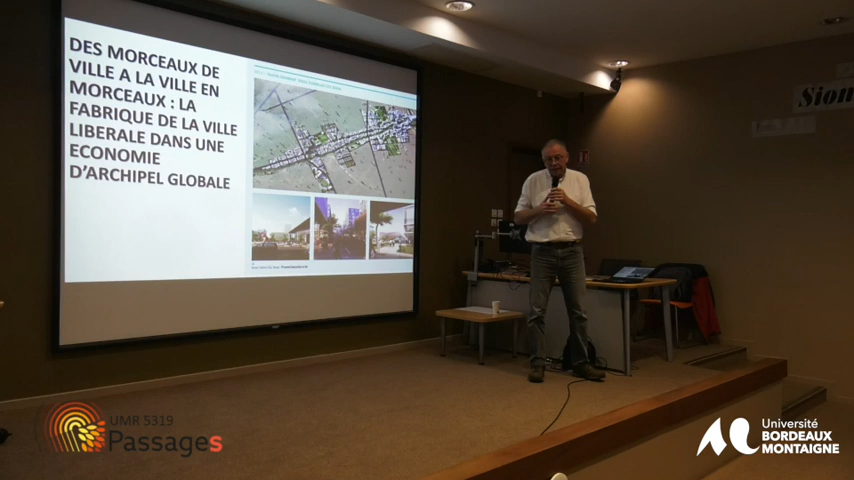 DES MORCEAUX DE
VILLE A LA VILLE EN
MORCEAUX : LA
FABRIQUE DE LA VILLE
LIBERALE DANS UNE
ECONOMIE
D'ARCHIPEL GLOBALE
Siom
UMR 5319
Passages
Université
BORDEAUX
MONTAIGNE